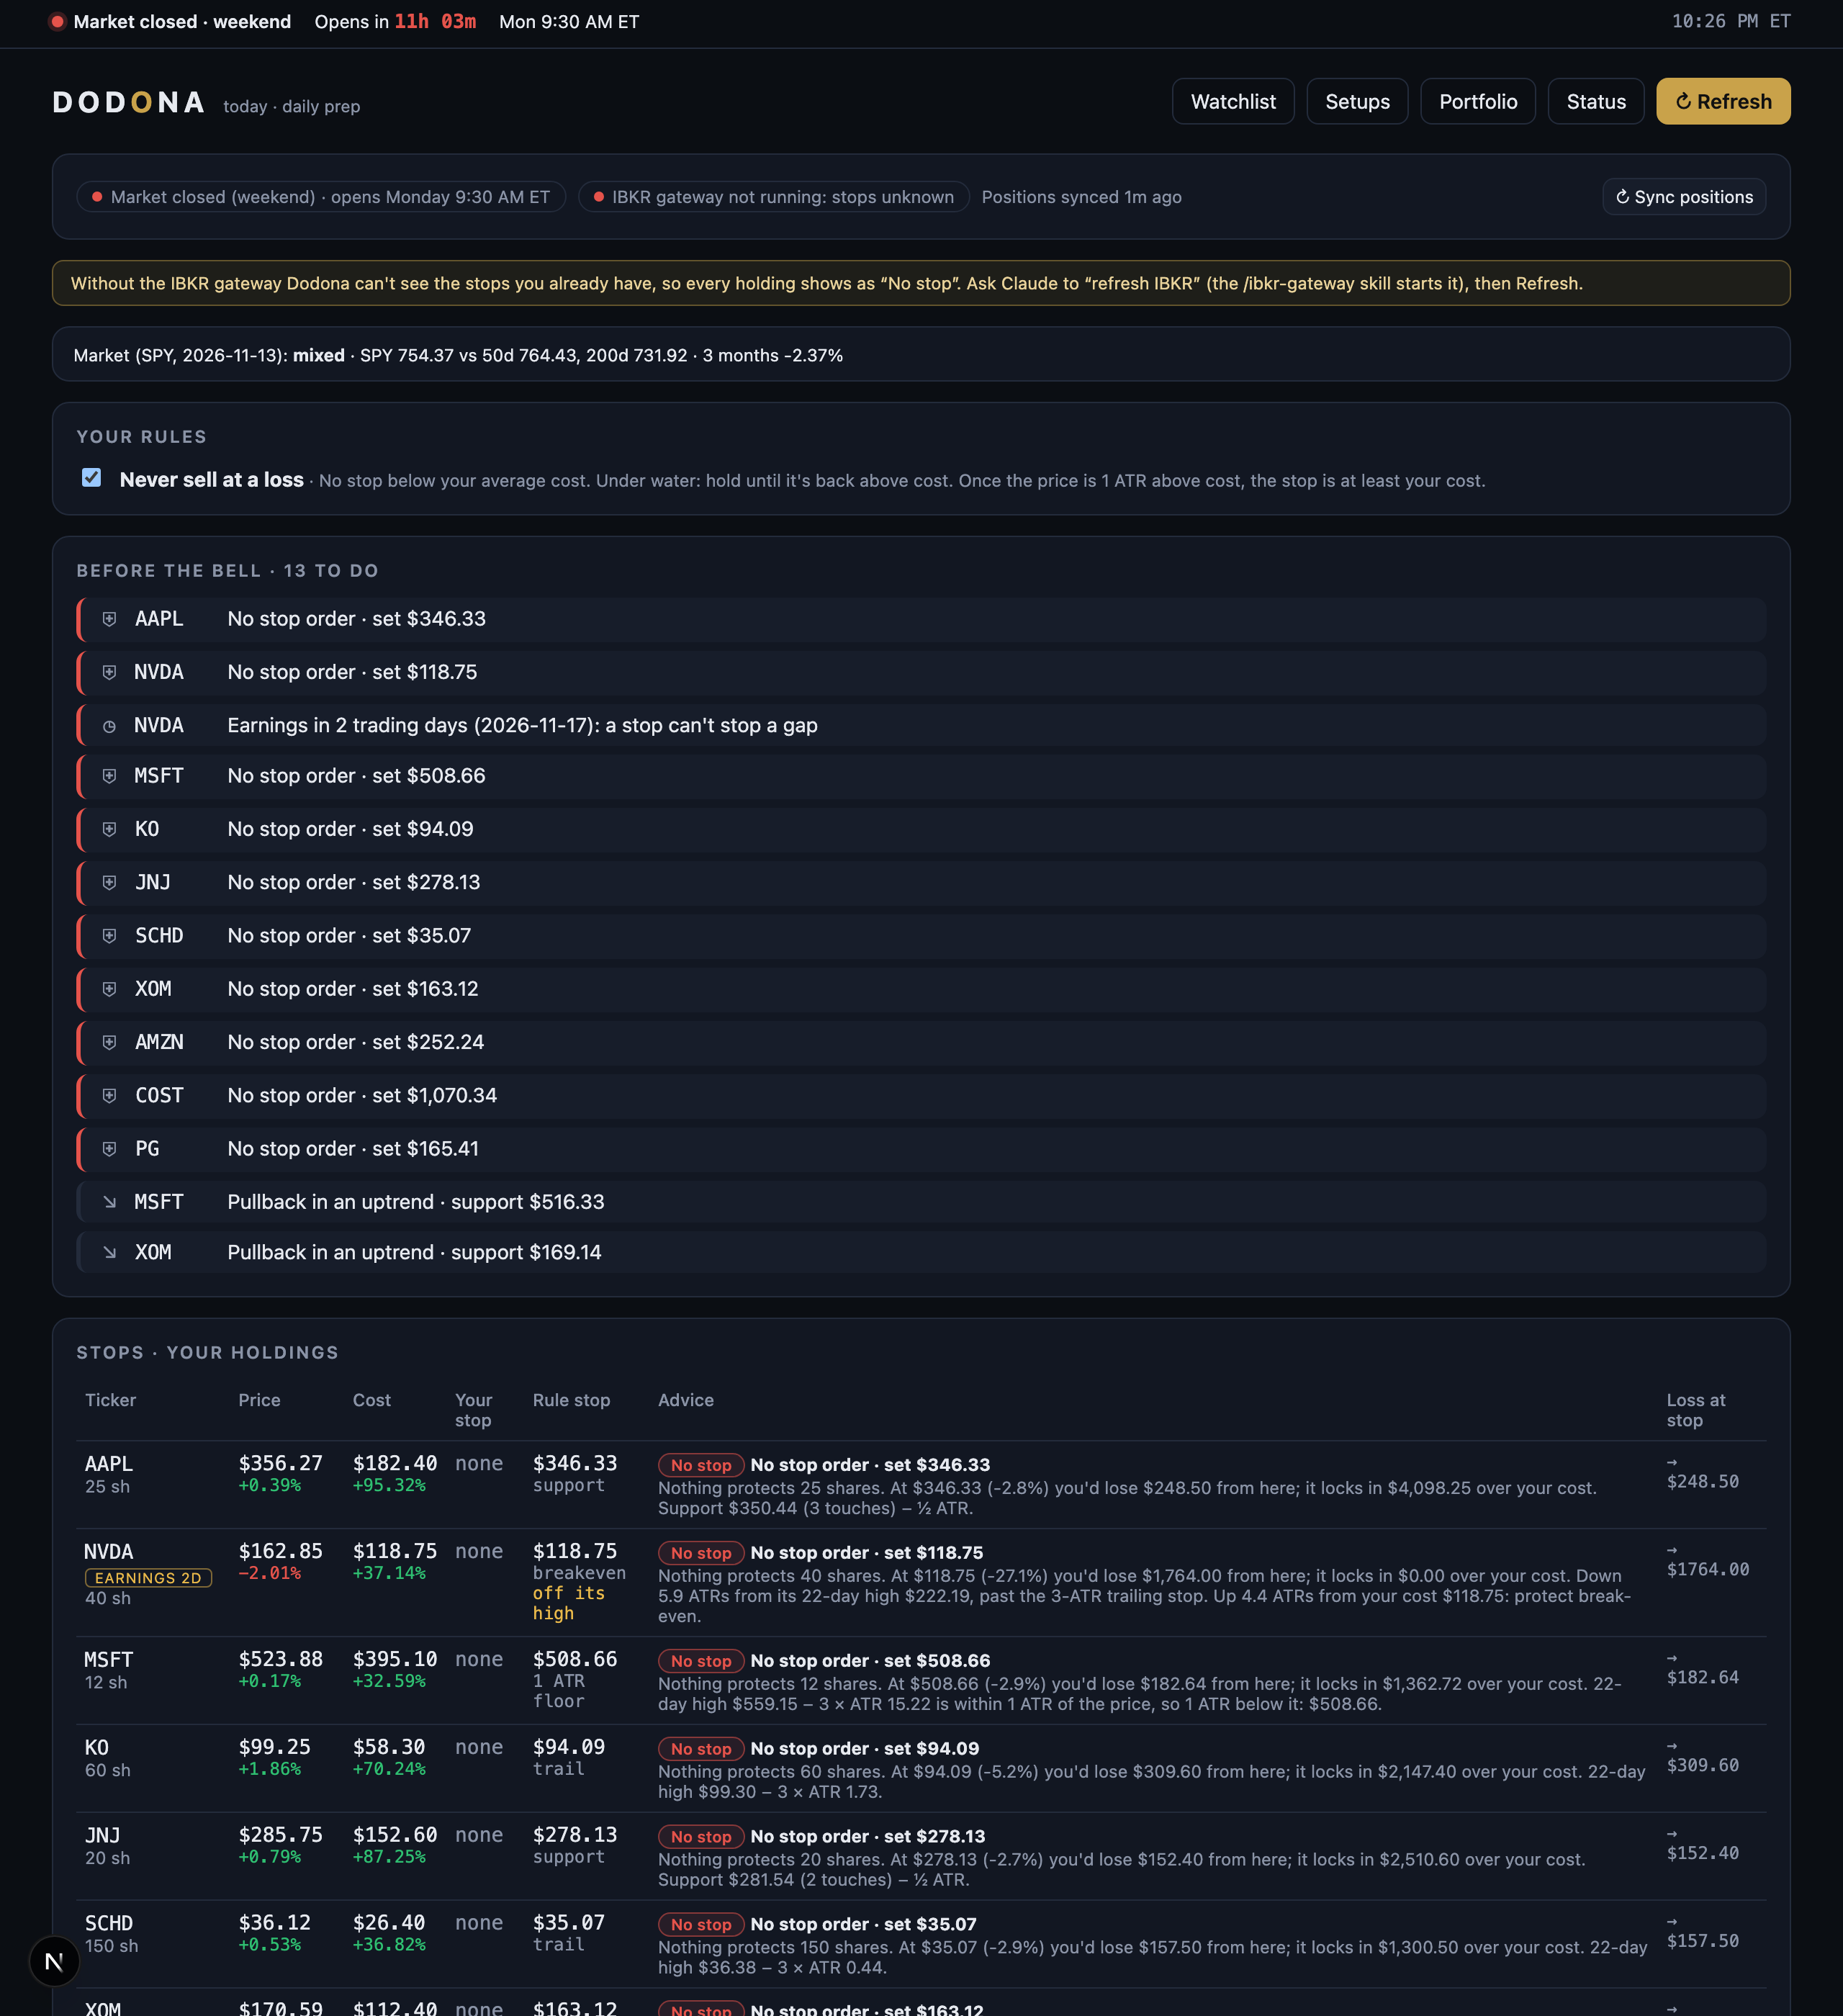 Market closed · weekend Opens in 11h 03m Mon 9:30 AM ET 10:26 PM ET
DODONA today · daily prep Watchlist Setups Portfolio Status ↻ Refresh
Market closed (weekend) · opens Monday 9:30 AM ET IBKR gateway not running: stops unknown Positions synced 1m ago ↻ Sync positions
Without the IBKR gateway Dodona can't see the stops you already have, so every holding shows as “No stop”. Ask Claude to “refresh IBKR” (the /ibkr-gateway skill starts it), then Refresh.
Market (SPY, 2026-11-13): mixed · SPY 754.37 vs 50d 764.43, 200d 731.92 · 3 months -2.37%
YOUR RULES
Never sell at a loss · No stop below your average cost. Under water: hold until it's back above cost. Once the price is 1 ATR above cost, the stop is at least your cost.
BEFORE THE BELL · 13 TO DO
AAPL No stop order · set $346.33
NVDA No stop order · set $118.75
NVDA Earnings in 2 trading days (2026-11-17): a stop can't stop a gap
MSFT No stop order · set $508.66
KO No stop order · set $94.09
JNJ No stop order · set $278.13
SCHD No stop order · set $35.07
XOM No stop order · set $163.12
AMZN No stop order · set $252.24
COST No stop order · set $1,070.34
PG No stop order · set $165.41
MSFT Pullback in an uptrend · support $516.33
XOM Pullback in an uptrend · support $169.14
STOPS · YOUR HOLDINGS
Ticker Price Cost Your stop Rule stop Advice Loss at stop
AAPL $356.27 $182.40 none $346.33 No stop No stop order · set $346.33 →
25 sh +0.39% +95.32% support Nothing protects 25 shares. At $346.33 (-2.8%) you'd lose $248.50 from here; it locks in $4,098.25 over your cost. $248.50
Support $350.44 (3 touches) – ½ ATR.
NVDA $162.85 $118.75 none $118.75 No stop No stop order · set $118.75 →
EARNINGS 2D −2.01% +37.14% breakeven Nothing protects 40 shares. At $118.75 (-27.1%) you'd lose $1,764.00 from here; it locks in $0.00 over your cost. Down $1764.00
40 sh off its 5.9 ATRs from its 22-day high $222.19, past the 3-ATR trailing stop. Up 4.4 ATRs from your cost $118.75: protect break-
high even.
MSFT $523.88 $395.10 none $508.66 No stop No stop order · set $508.66 →
12 sh +0.17% +32.59% 1 ATR Nothing protects 12 shares. At $508.66 (-2.9%) you'd lose $182.64 from here; it locks in $1,362.72 over your cost. 22- $182.64
floor day high $559.15 – 3 × ATR 15.22 is within 1 ATR of the price, so 1 ATR below it: $508.66.
KO $99.25 $58.30 none $94.09 No stop No stop order · set $94.09 →
60 sh +1.86% +70.24% trail Nothing protects 60 shares. At $94.09 (-5.2%) you'd lose $309.60 from here; it locks in $2,147.40 over your cost. 22-day $309.60
high $99.30 – 3 × ATR 1.73.
JNJ $285.75 $152.60 none $278.13 No stop No stop order · set $278.13 →
20 sh +0.79% +87.25% support Nothing protects 20 shares. At $278.13 (-2.7%) you'd lose $152.40 from here; it locks in $2,510.60 over your cost. $152.40
Support $281.54 (2 touches) – ½ ATR.
SCHD $36.12 $26.40 none $35.07 No stop No stop order · set $35.07 →
150 sh +0.53% +36.82% trail Nothing protects 150 shares. At $35.07 (-2.9%) you'd lose $157.50 from here; it locks in $1,300.50 over your cost. 22-day $157.50
high $36.38 – 3 × ATR 0.44.
N
XOM $170.59 $112.40 none $163.12 No stop No stop order · set $163.12 →